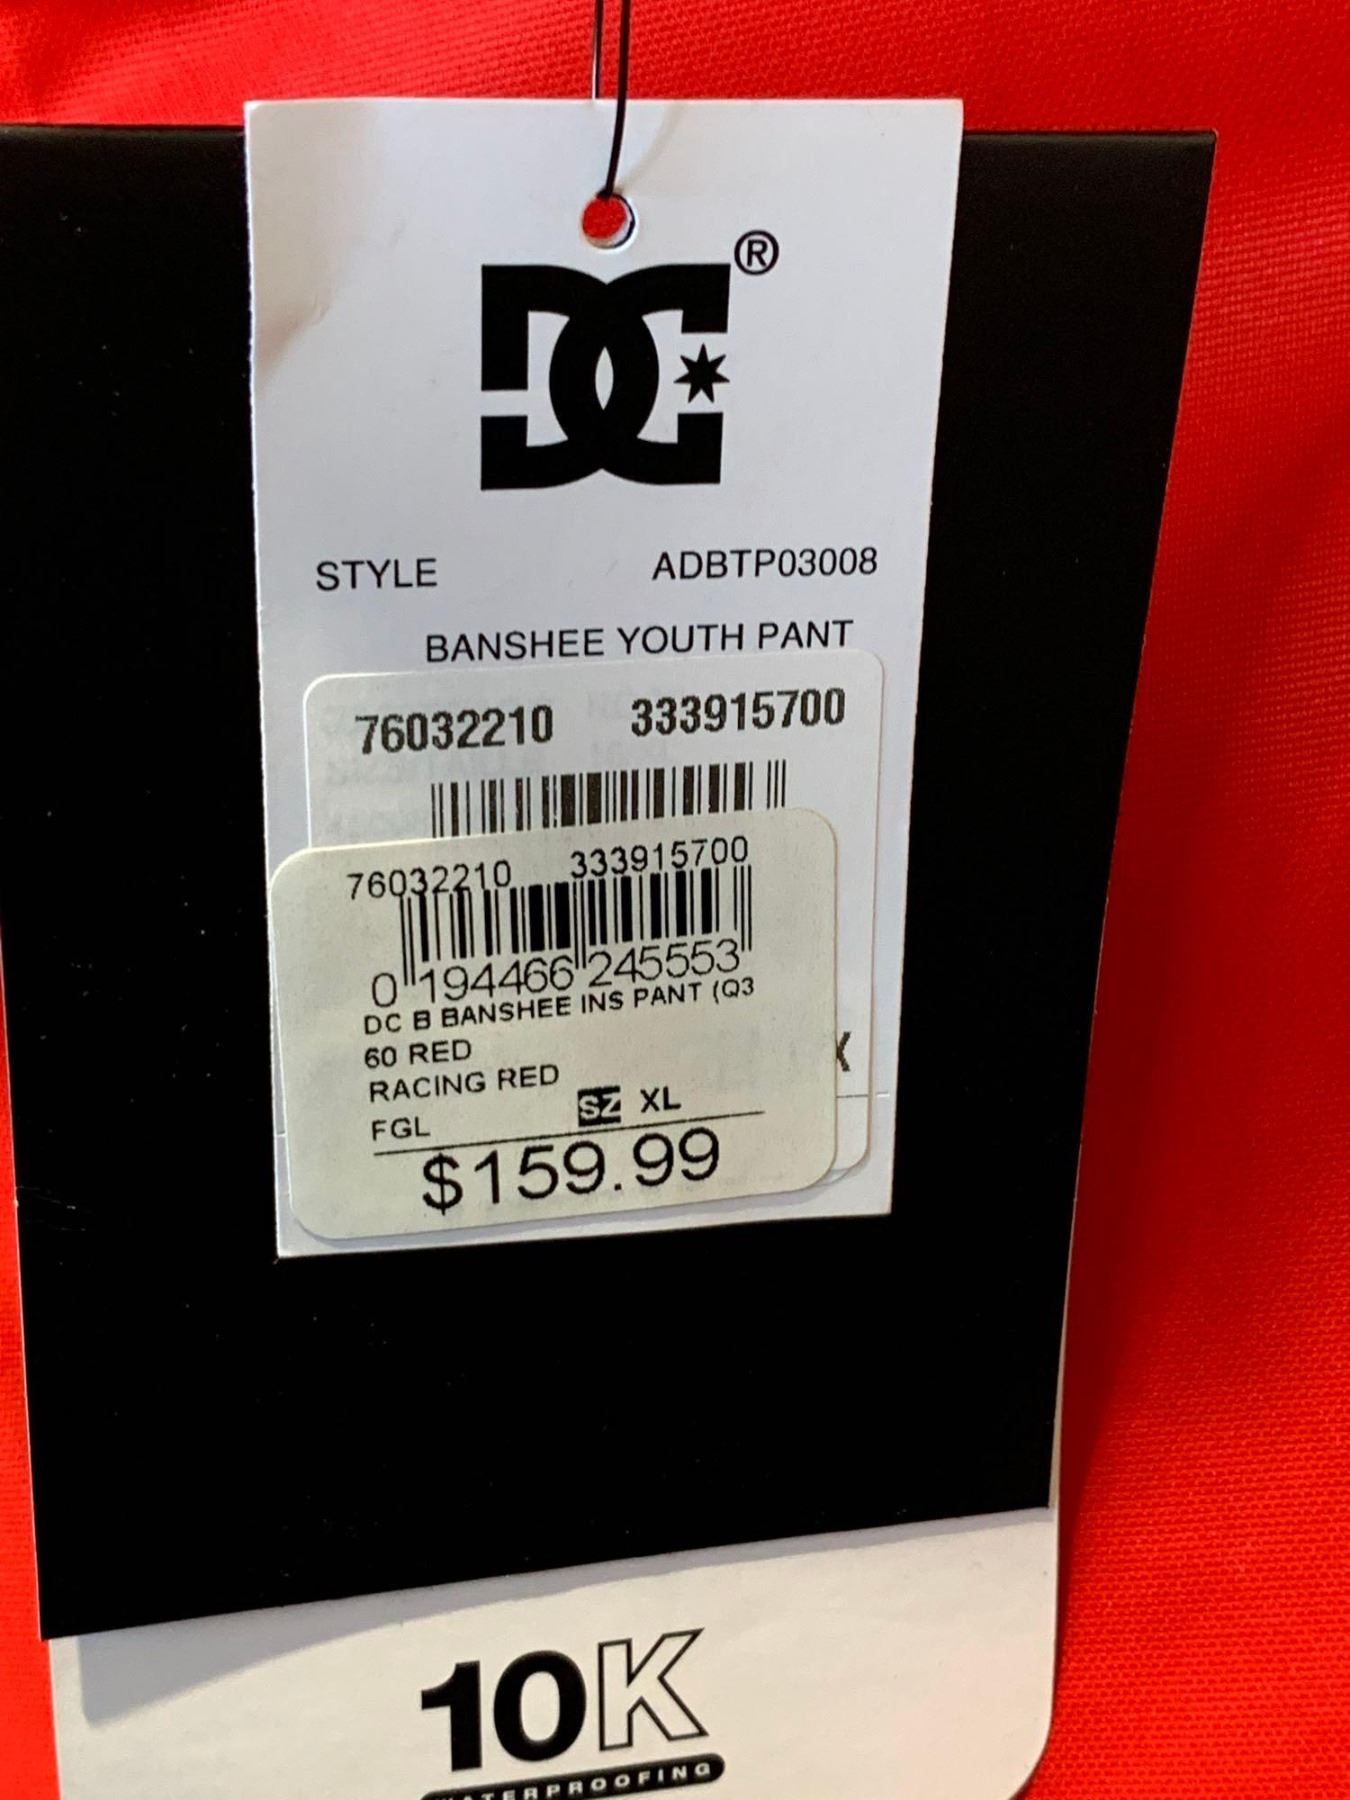 DC®
STYLE ADBTP03008
BANSHEE YOUTH PANT
76032210 333915700
76032210 333915700
0 194466 245553
DC B BANSHEE INS PANT (Q3
60 RED
RACING RED
FGL SZ XL
$159.99
10K
WATERPROOFING